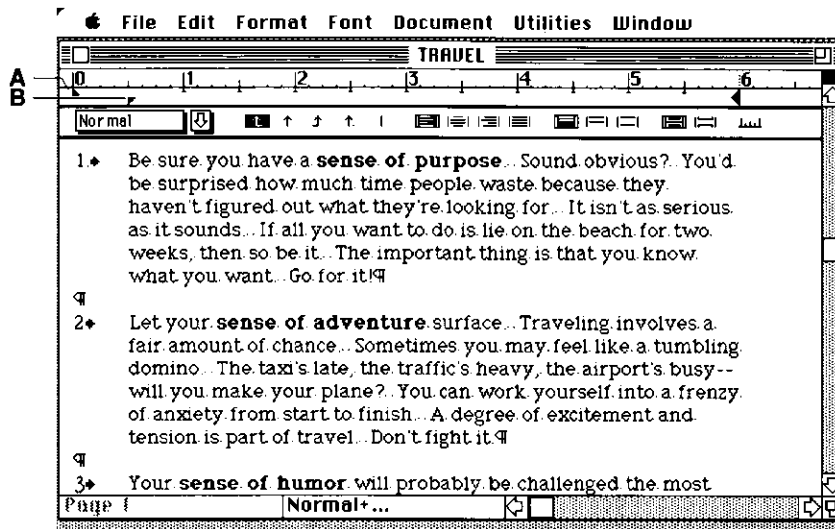 File Edit Format Font Document Utilities Window
TRAVEL
A
0 1 2 3 4 5 6
B
Normal
1. Be sure you have a sense of purpose. Sound obvious? You'd
be surprised how much time people waste because they
haven't figured out what they're looking for. It isn't as serious
as it sounds. If all you want to do is lie on the beach for two
weeks, then so be it. The important thing is that you know
what you want. Go for it!¶
¶
2 Let your sense of adventure surface. Traveling involves a
fair amount of chance. Sometimes you may feel like a tumbling
domino. The taxi's late, the traffic's heavy, the airport's busy--
will you make your plane? You can work yourself into a frenzy
of anxiety from start to finish. A degree of excitement and
tension is part of travel. Don't fight it.¶
¶
3 Your sense of humor will probably be challenged the most
Page 1 Normal+...